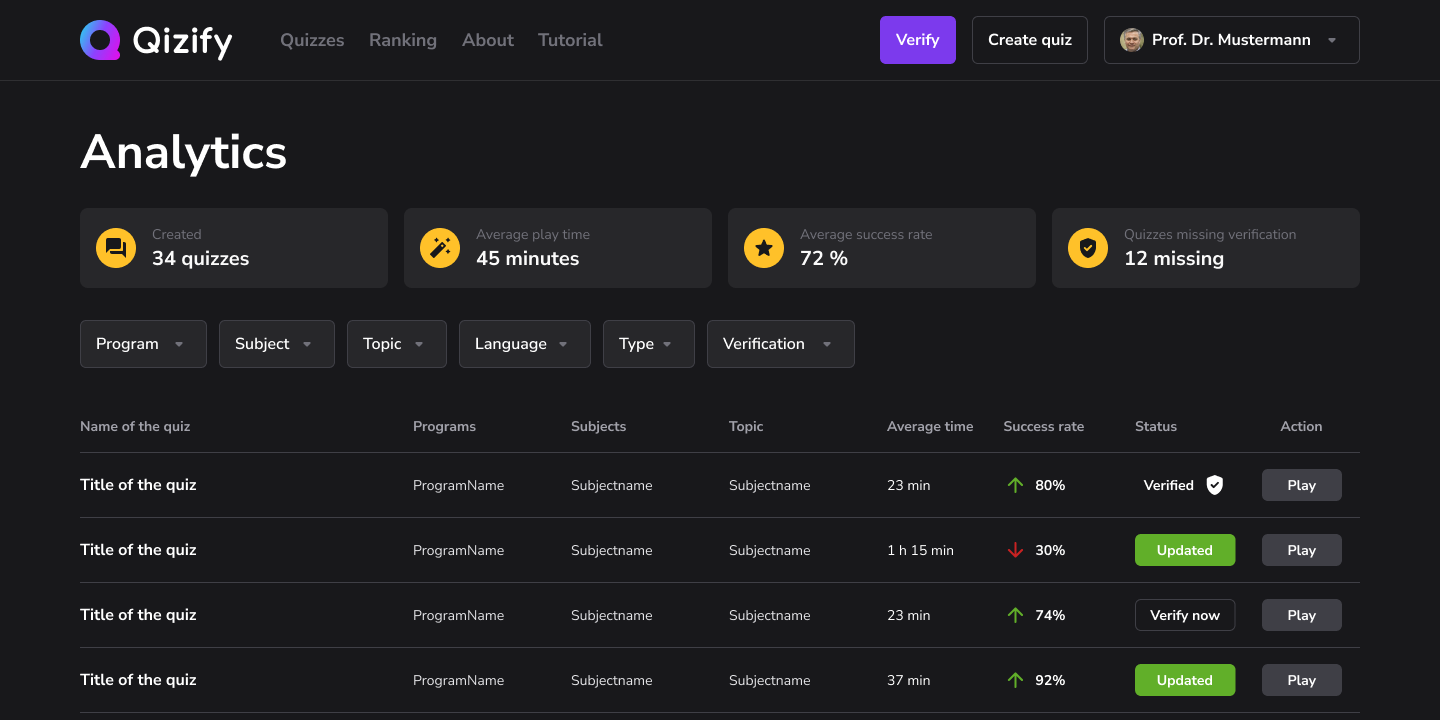 Qizify Quizzes Ranking About Tutorial Verify Create quiz Prof. Dr. Mustermann
Analytics
Created
34 quizzes
Average play time
45 minutes
Average success rate
72 %
Quizzes missing verification
12 missing
Program Subject Topic Language Type Verification
Name of the quiz Programs Subjects Topic Average time Success rate Status Action
Title of the quiz ProgramName Subjectname Subjectname 23 min 80% Verified Play
Title of the quiz ProgramName Subjectname Subjectname 1 h 15 min 30% Updated Play
Title of the quiz ProgramName Subjectname Subjectname 23 min 74% Verify now Play
Title of the quiz ProgramName Subjectname Subjectname 37 min 92% Updated Play